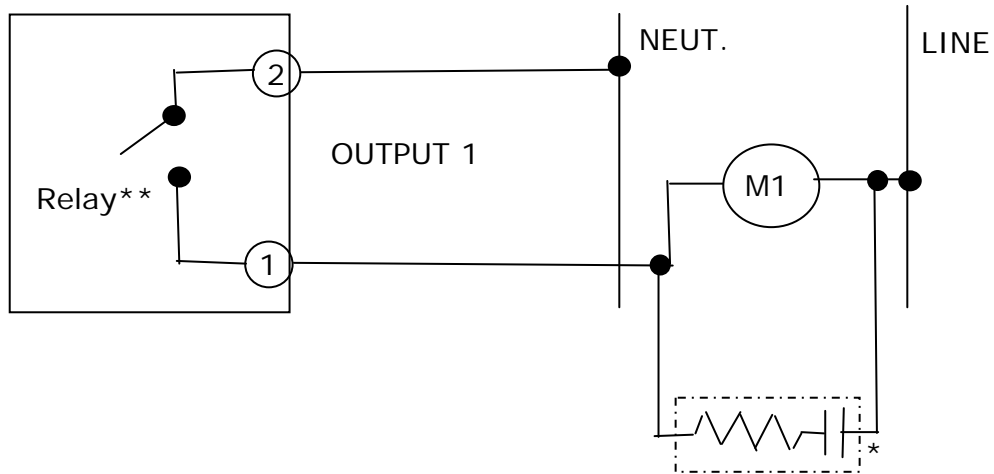 NEUT.
LINE
2
OUTPUT 1
M1
Relay**
1
*